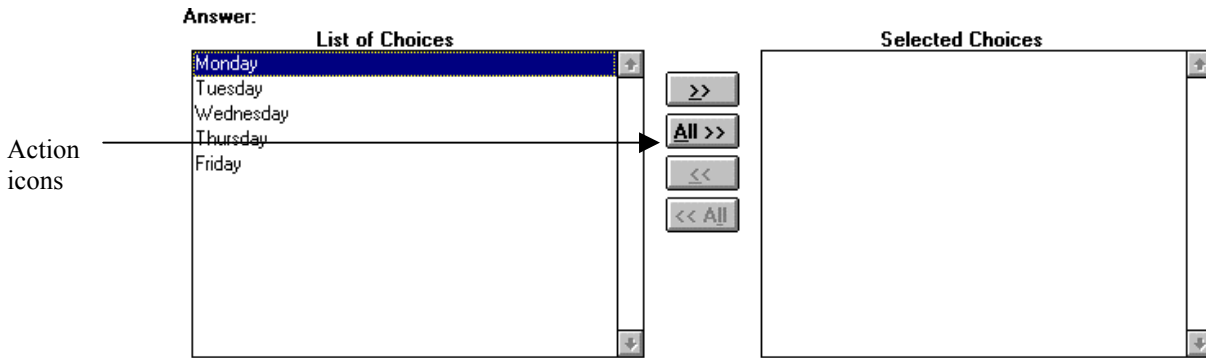 Answer:
List of Choices
Selected Choices
Monday
Tuesday
Wednesday
Thursday
Friday
>>
All >>
<<
<< All
Action
icons